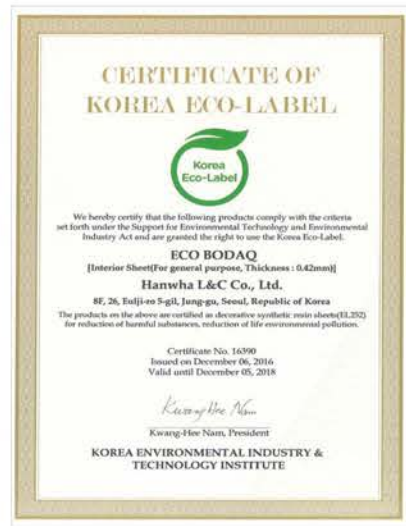 CERTIFICATE OF
KOREA ECO-LABEL
Korea
Eco-Label
We hereby certify that the following products comply with the criteria
set forth under the Support for Environmental Technology and Environmental
Industry Act and are granted the right to use the Korea Eco-Label.
ECO BODAQ
[Interior Sheet(For general purpose, Thickness : 0.42mm)]
Hanwha L&C Co., Ltd.
8F, 26, Eulji-ro 5-gil, Jung-gu, Seoul, Republic of Korea
The products on the above are certified as decorative synthetic resin sheets(EL252)
for reduction of harmful substances, reduction of life environmental pollution.
Certificate No. 16390
Issued on December 06, 2016
Valid until December 05, 2018
Kwang-Hee Nam
Kwang-Hee Nam, President
KOREA ENVIRONMENTAL INDUSTRY &
TECHNOLOGY INSTITUTE